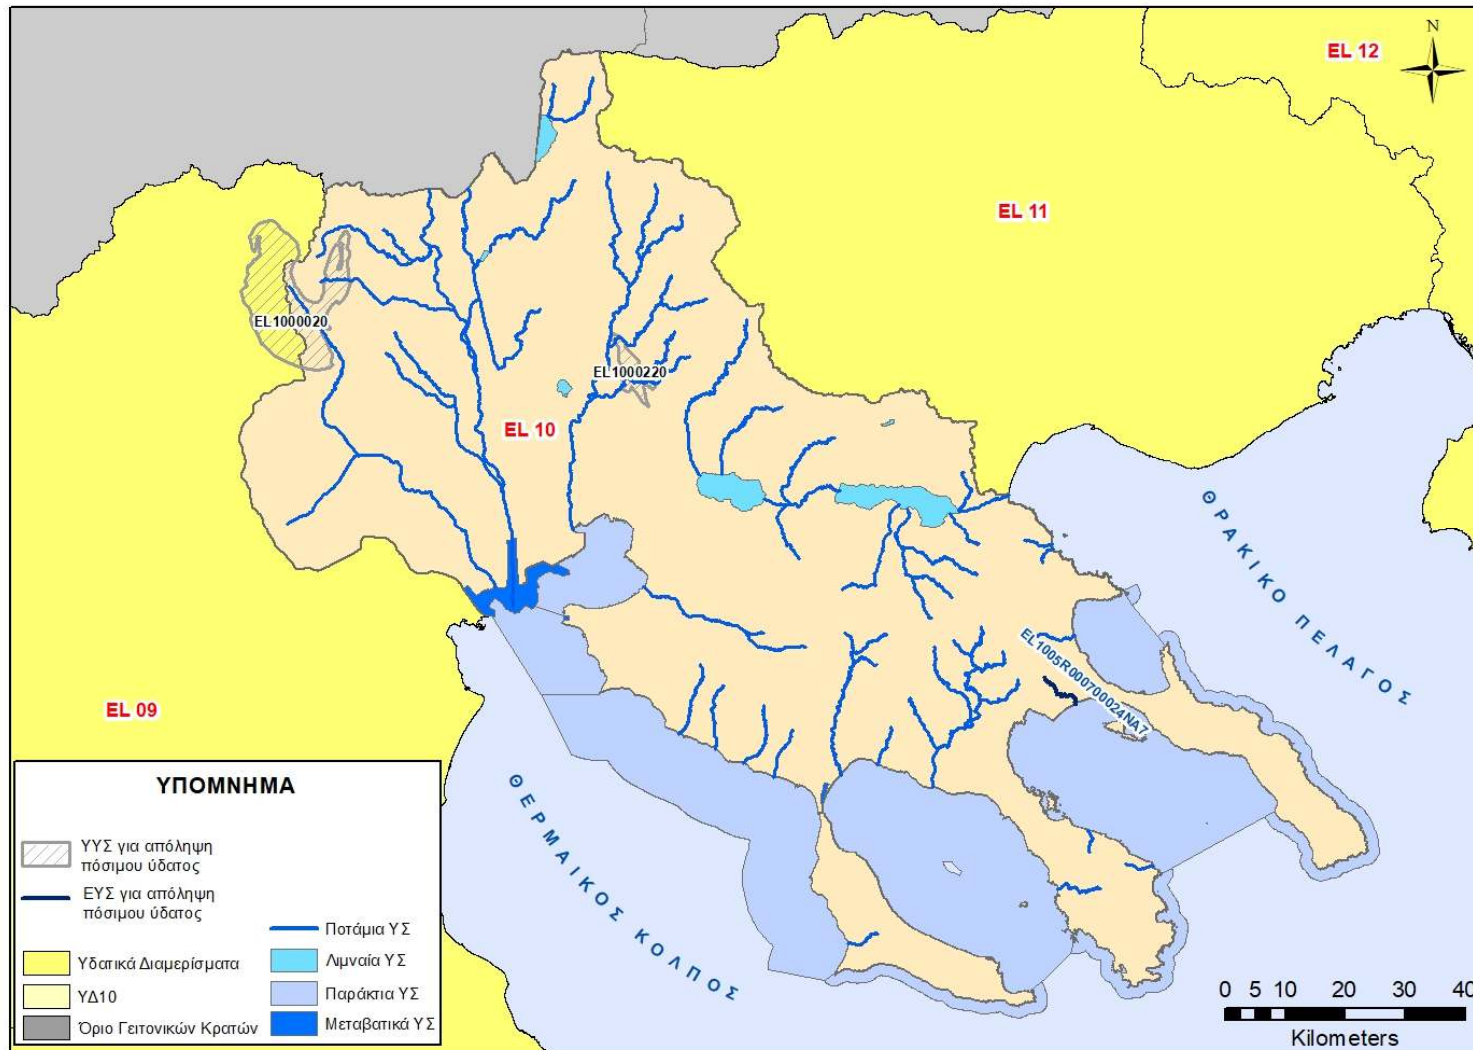 N
EL 12
EL 11
EL1000020
EL1000220
EL 10
ΘΡΑΚΙΚΟ ΠΕΛΑΓΟΣ
EL1005R000700024NA7
EL 09
ΘΕΡΜΑΙΚΟΣ ΚΟΛΠΟΣ
ΥΠΟΜΝΗΜΑ
ΥΥΣ για απόληψη
πόσιμου ύδατος
ΕΥΣ για απόληψη
πόσιμου ύδατος
Υδατικά Διαμερίσματα
ΥΔ10
Όριο Γειτονικών Κρατών
Ποτάμια ΥΣ
Λιμναία ΥΣ
Παράκτια ΥΣ
Μεταβατικά ΥΣ
0 5 10 20 30 40
Kilometers